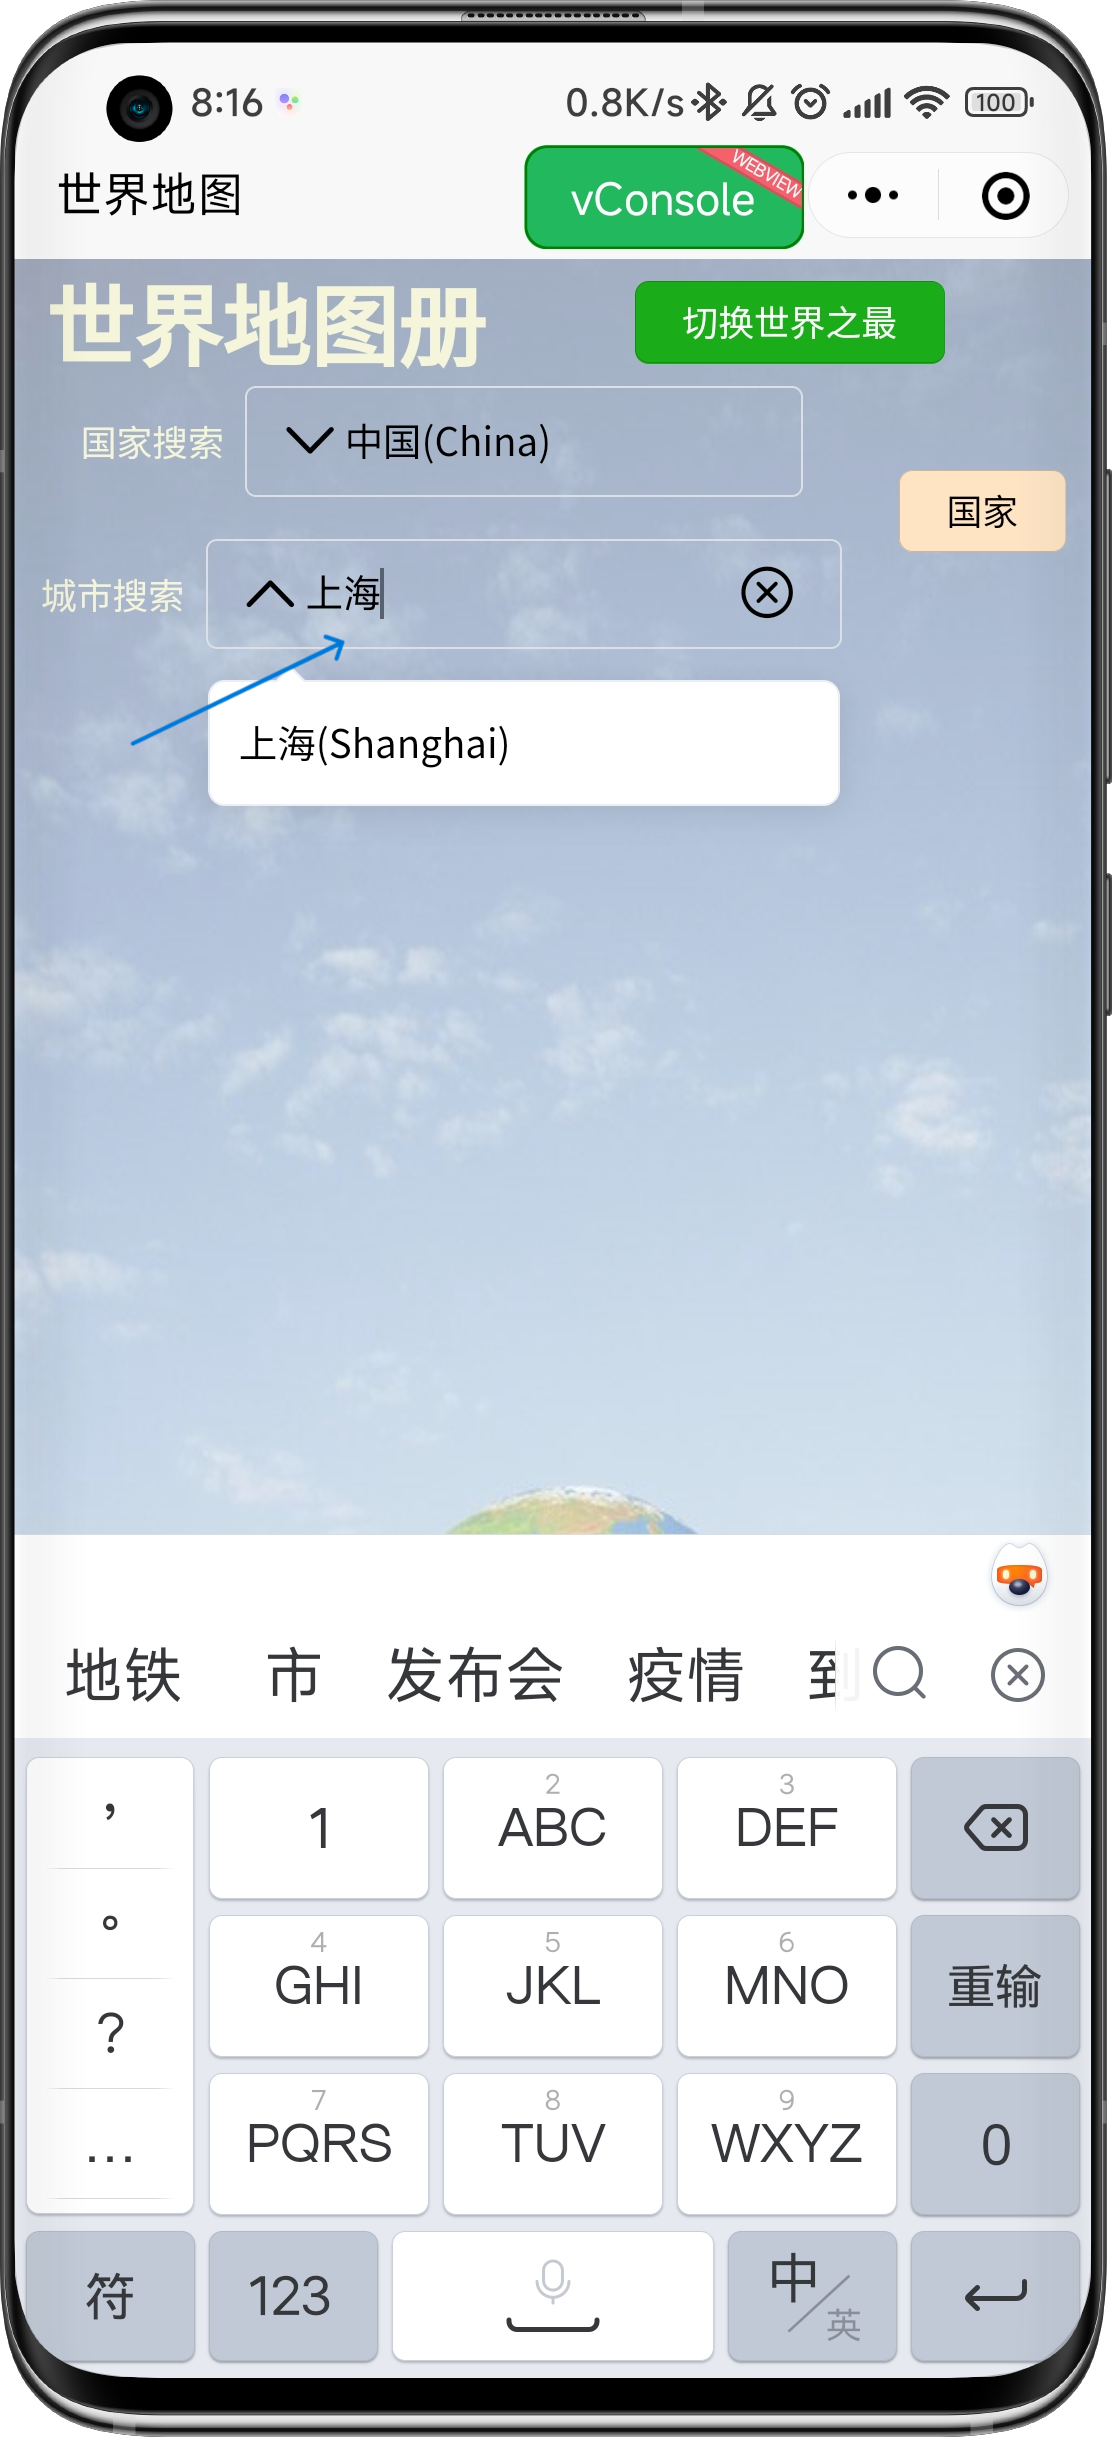 8:16 0.8K/s 100
世界地图 vConsole WEBVIEW
世界地图册 切换世界之最
国家搜索 中国(China)
国家
城市搜索 上海
上海(Shanghai)
地铁 市 发布会 疫情 到
, 1 2 ABC 3 DEF
。 4 GHI 5 JKL 6 MNO 重输
? 7 PQRS 8 TUV 9 WXYZ 0
...
符 123 中/英